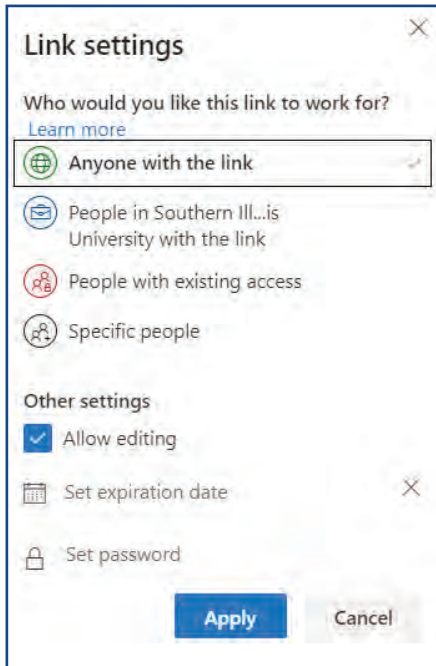 Link settings
Who would you like this link to work for?
Learn more
Anyone with the link
People in Southern Ill...is
University with the link
People with existing access
Specific people
Other settings
Allow editing
Set expiration date
Set password
Apply
Cancel